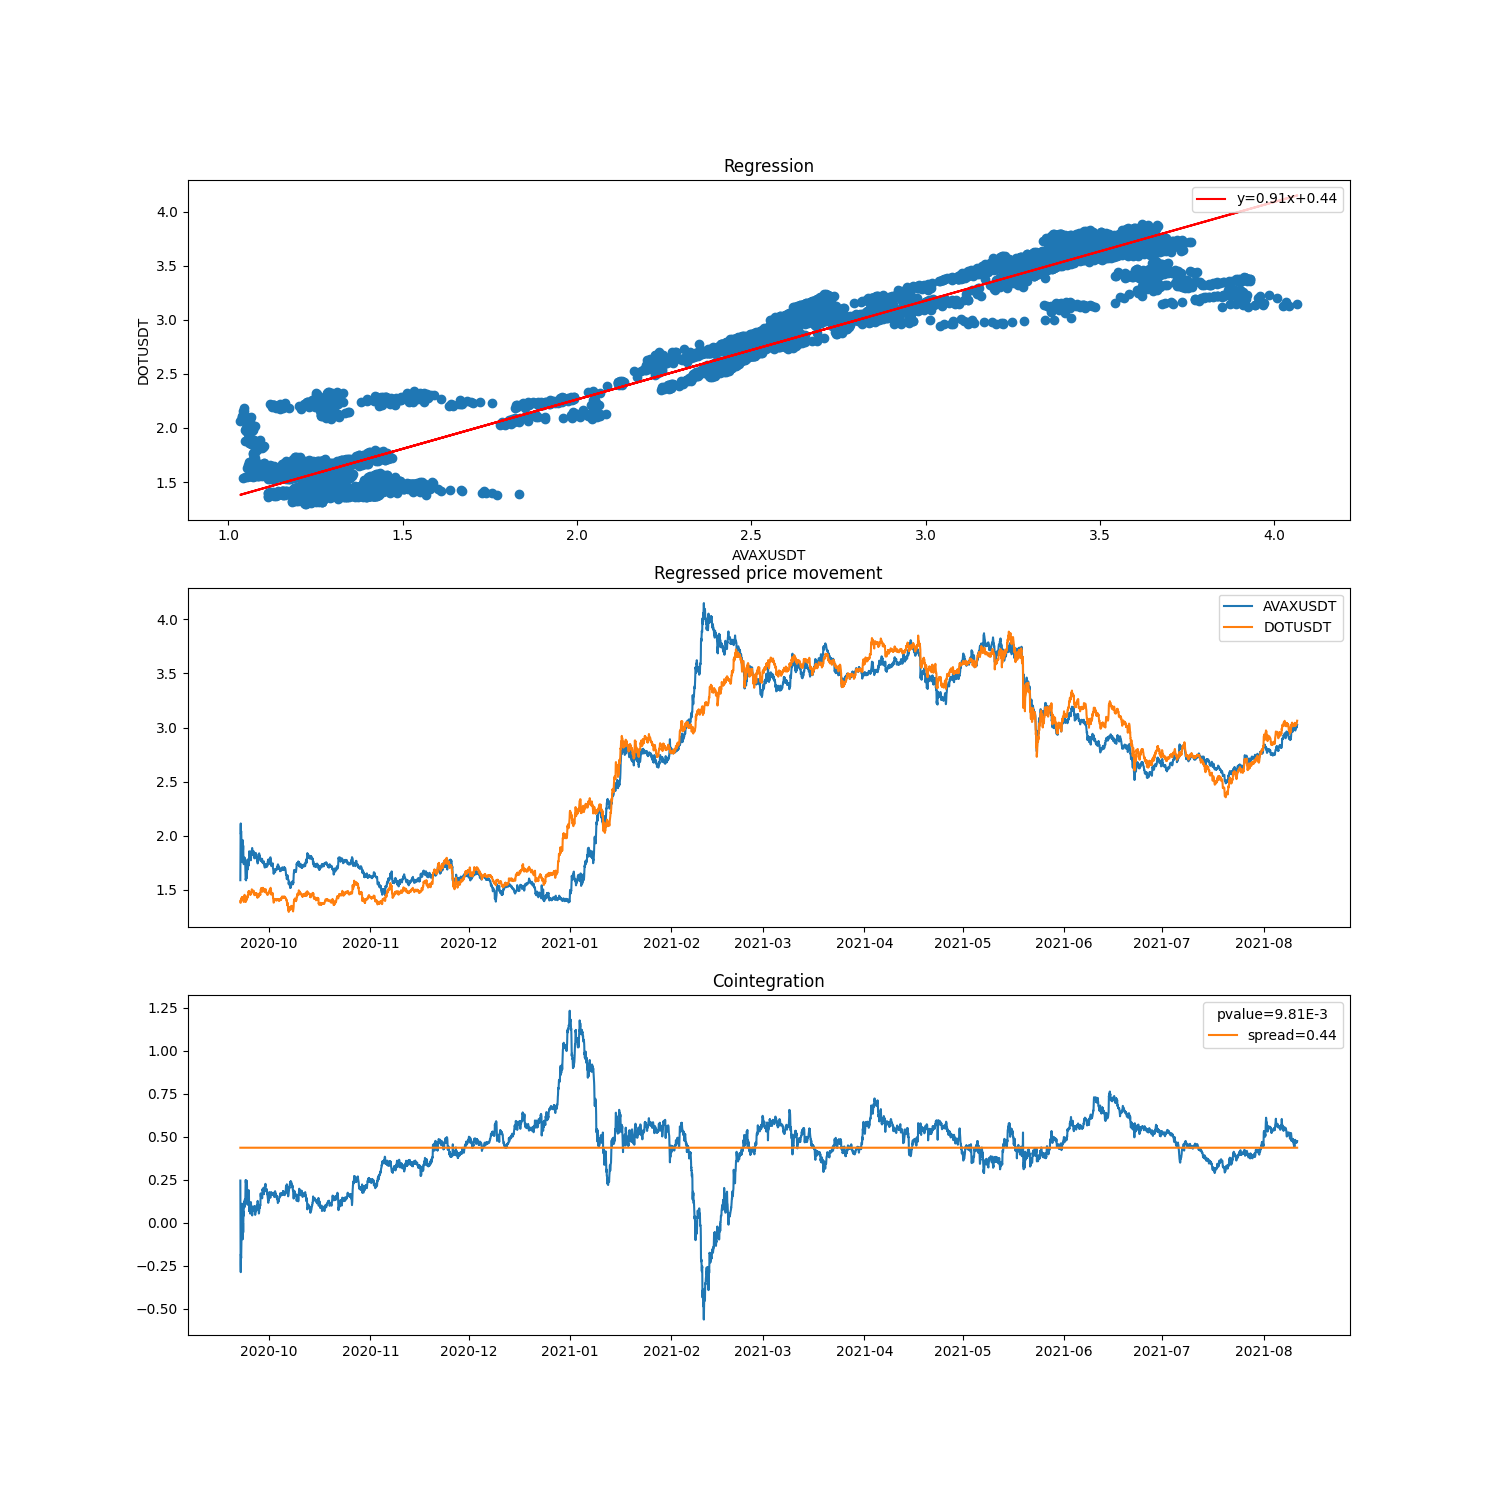 Regression
y=0.91x+0.44
4.0
3.5
3.0
2.5
2.0
1.5
DOTUSDT
1.0 1.5 2.0 2.5 3.0 3.5 4.0
AVAXUSDT
Regressed price movement
AVAXUSDT
DOTUSDT
4.0
3.5
3.0
2.5
2.0
1.5
2020-10 2020-11 2020-12 2021-01 2021-02 2021-03 2021-04 2021-05 2021-06 2021-07 2021-08
Cointegration
pvalue=9.81E-3
spread=0.44
1.25
1.00
0.75
0.50
0.25
0.00
−0.25
−0.50
2020-10 2020-11 2020-12 2021-01 2021-02 2021-03 2021-04 2021-05 2021-06 2021-07 2021-08